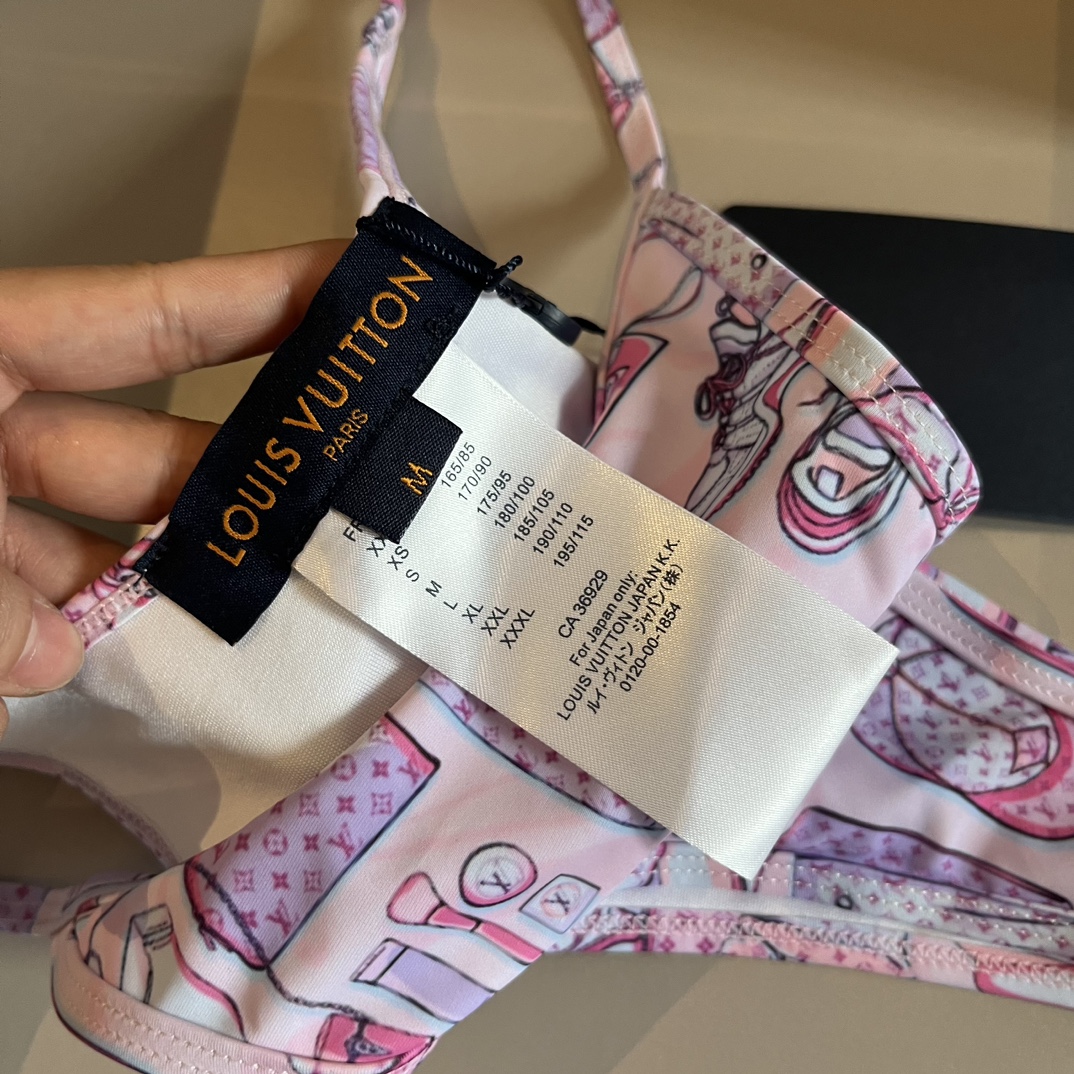 LOUIS VUITTON
PARIS
M
165/85
170/90
175/95
180/100
185/105
190/110
195/115
XS
S
M
L
XL
XXL
XXXL
CA 36929
For Japan only:
LOUIS VUITTON JAPAN K.K.
ルイ・ヴィトン ジャパン(株)
0120-00-1854